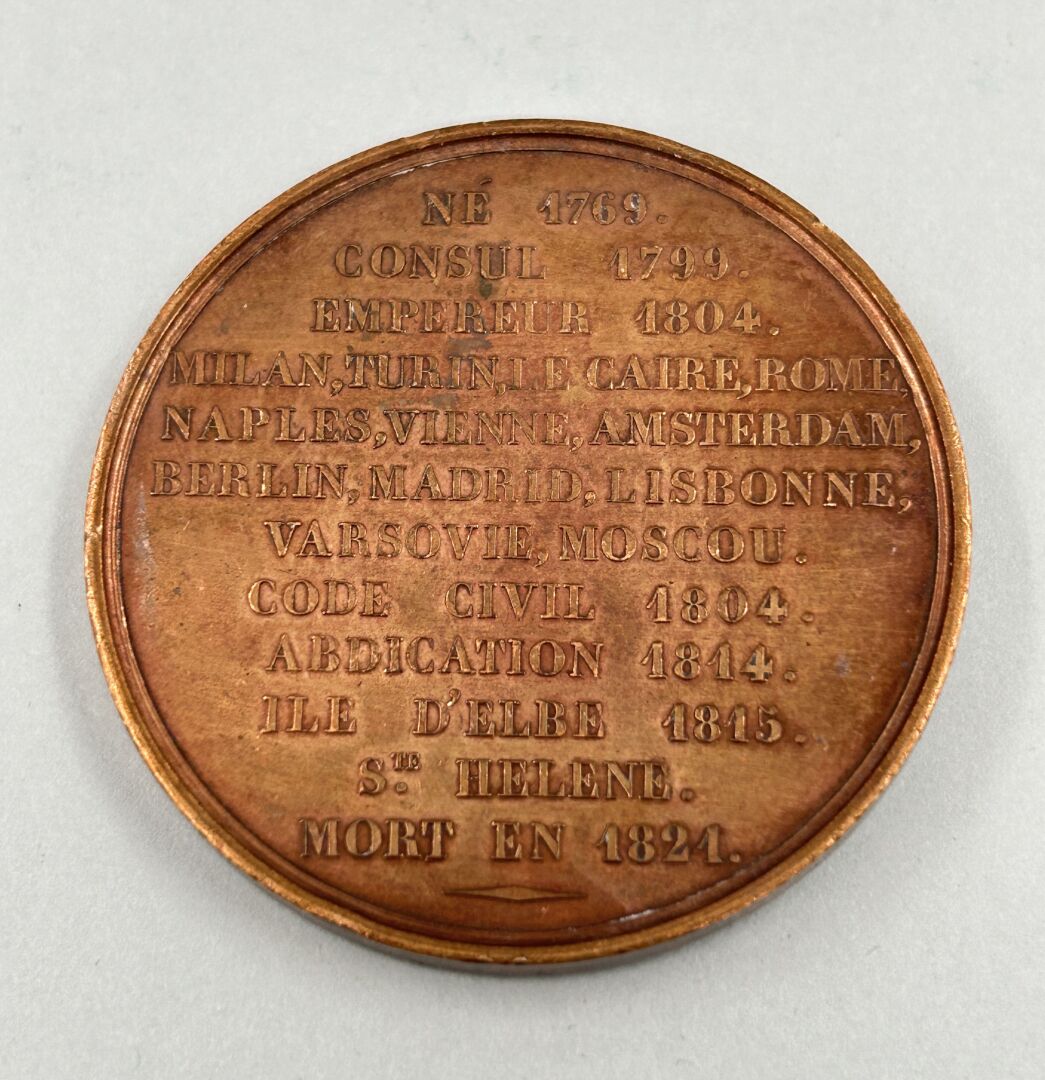 NÉ 1769.
CONSUL 1799.
EMPEREUR 1804.
MILAN, TURIN, LE CAIRE, ROME,
NAPLES, VIENNE, AMSTERDAM,
BERLIN, MADRID, LISBONNE,
VARSOVIE, MOSCOU.
CODE CIVIL 1804.
ABDICATION 1814.
ILE D'ELBE 1815.
S.TE HELENE.
MORT EN 1821.